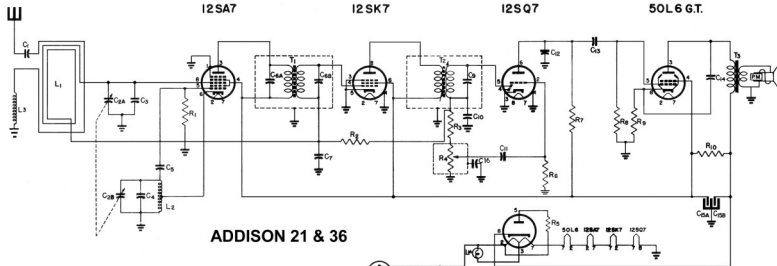 12SA7 12SK7 12SQ7 50L6 G.T.
C1 L1 L3 C2A C3 R1 C5 C2B C4 L2
T1 C6A C6B C7 R2
T2 C9 C10 R3 R4 C16 C11
C12 R6 R7 C13 R8 R9 C14 R10 T3 PM
C15A C15B
R5
50L6 12SA7 12SK7 12SQ7
ADDISON 21 & 36